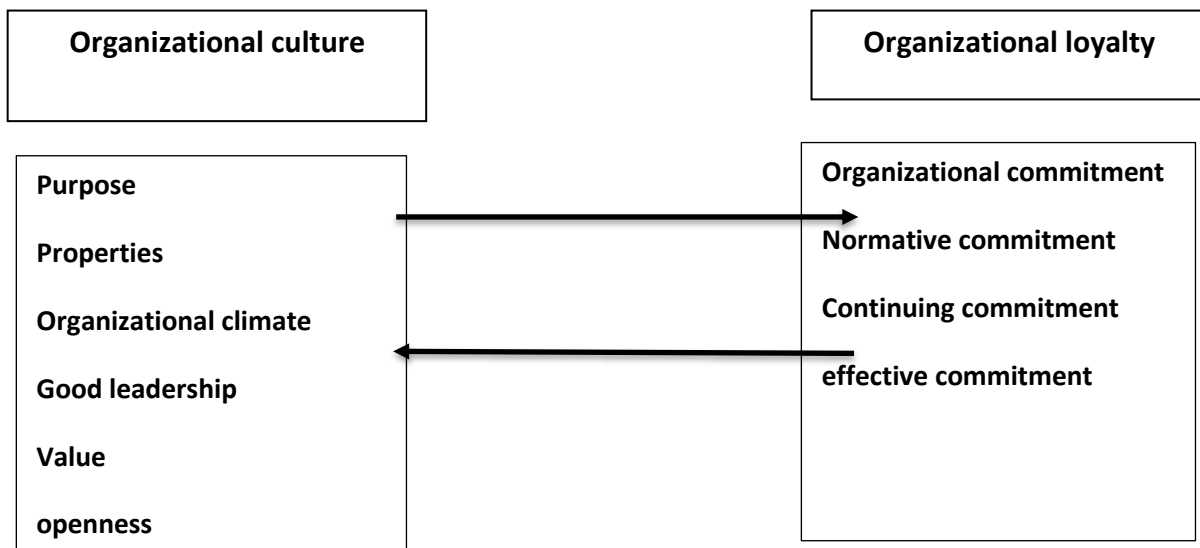 Organizational culture
Organizational loyalty
Purpose
Properties
Organizational climate
Good leadership
Value
openness
Organizational commitment
Normative commitment
Continuing commitment
effective commitment